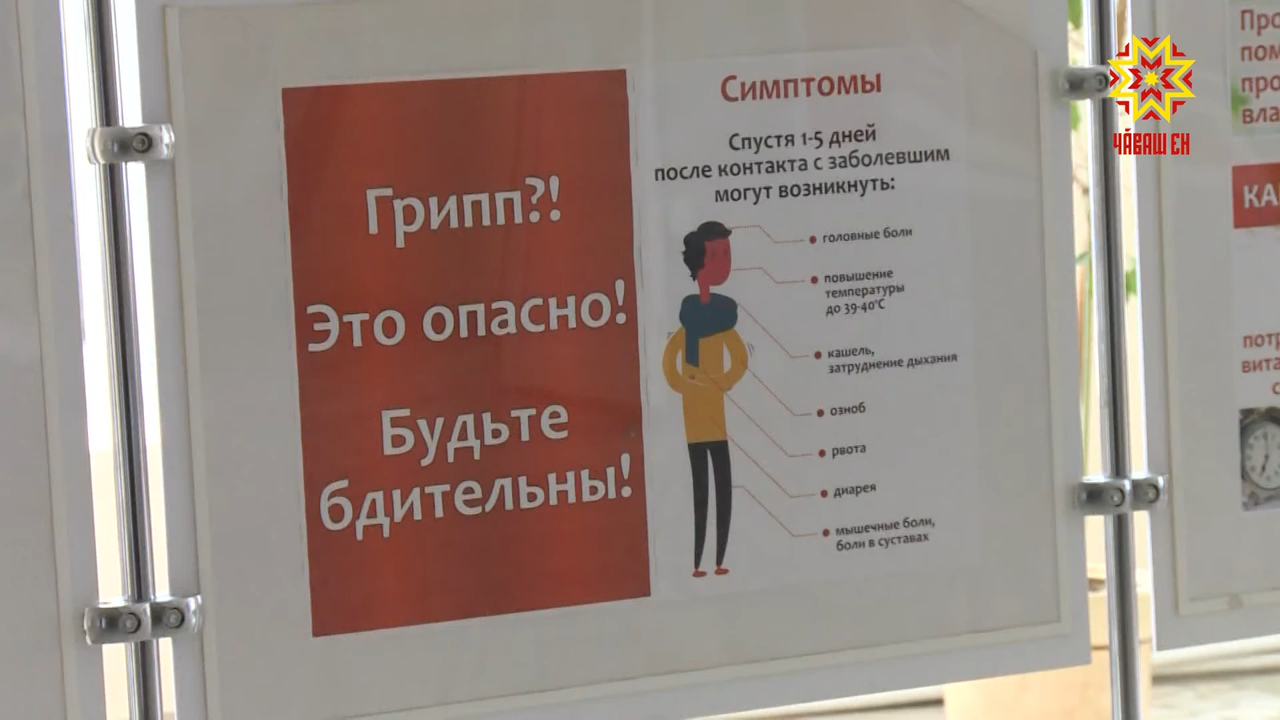 Грипп?!
Это опасно!
Будьте
бдительны!
Симптомы
Спустя 1-5 дней
после контакта с заболевшим
могут возникнуть:
головные боли
повышение
температуры
до 39-40°С
кашель,
затруднение дыхания
озноб
рвота
диарея
мышечные боли,
боли в суставах
ЧӐВАШ ЕН